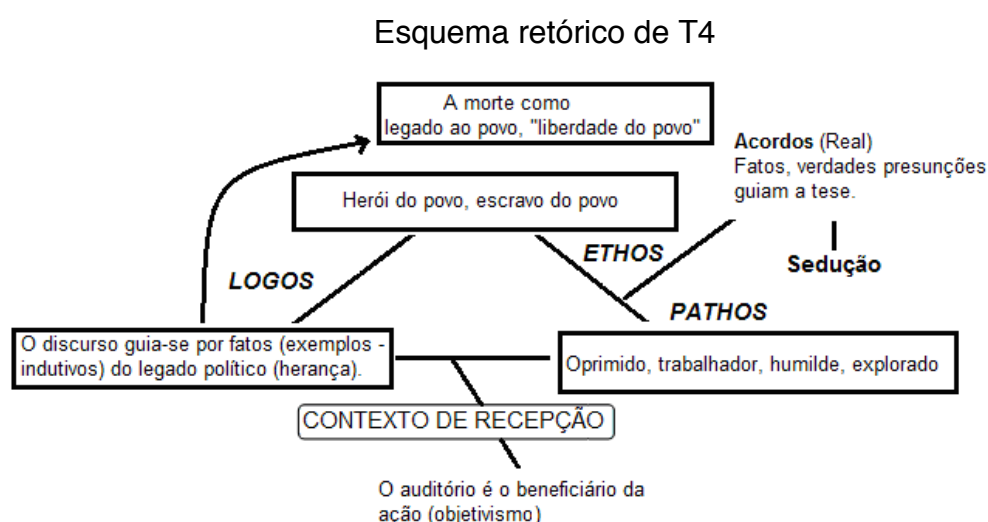 Esquema retórico de T4
A morte como
legado ao povo, "liberdade do povo"
Acordos (Real)
Fatos, verdades presunções
guiam a tese.
Herói do povo, escravo do povo
ETHOS
Sedução
LOGOS
PATHOS
O discurso guia-se por fatos (exemplos -
indutivos) do legado político (herança).
Oprimido, trabalhador, humilde, explorado
CONTEXTO DE RECEPÇÃO
O auditório é o beneficiário da
ação (objetivismo)